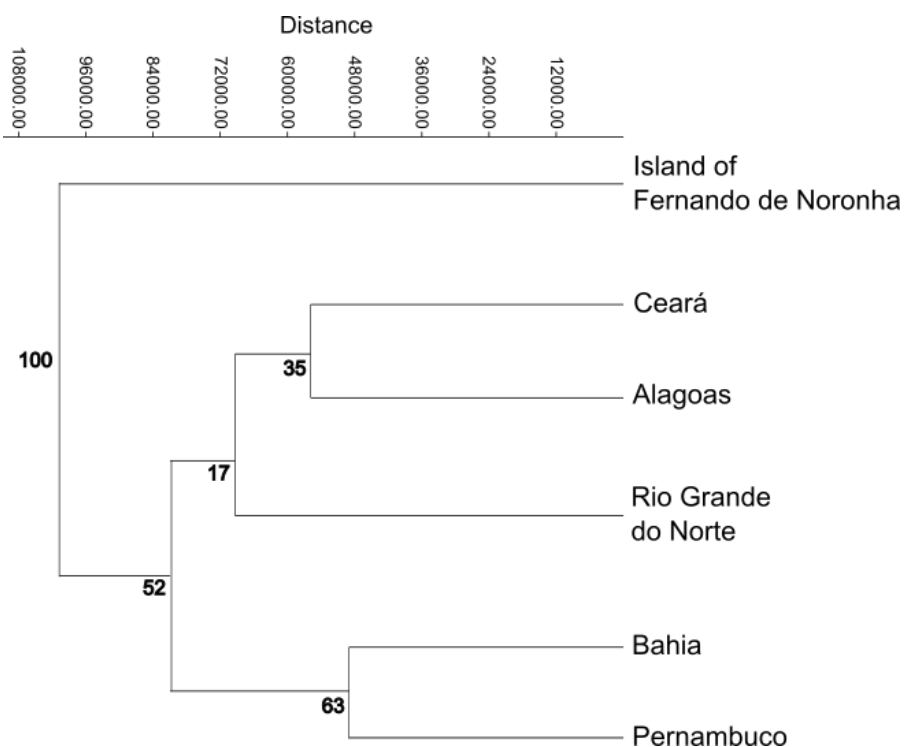 Distance
108000.00
96000.00
84000.00
72000.00
60000.00
48000.00
36000.00
24000.00
12000.00
Island of
Fernando de Noronha
Ceará
100
35
Alagoas
17
Rio Grande
do Norte
52
Bahia
63
Pernambuco